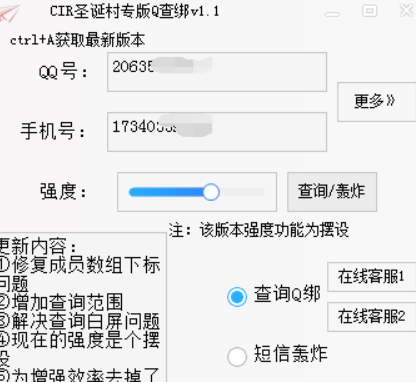 CIR圣诞村专版Q查绑v1.1
ctrl+A获取最新版本
QQ号：
2063
更多》
手机号：
17340
强度：
查询/轰炸
注：该版本强度功能为摆设
更新内容：
①修复成员数组下标
问题
②增加查询范围
③解决查询白屏问题
④现在的强度是个摆
设
⑤为增强效率去掉了
查询Q绑
在线客服1
在线客服2
短信轰炸